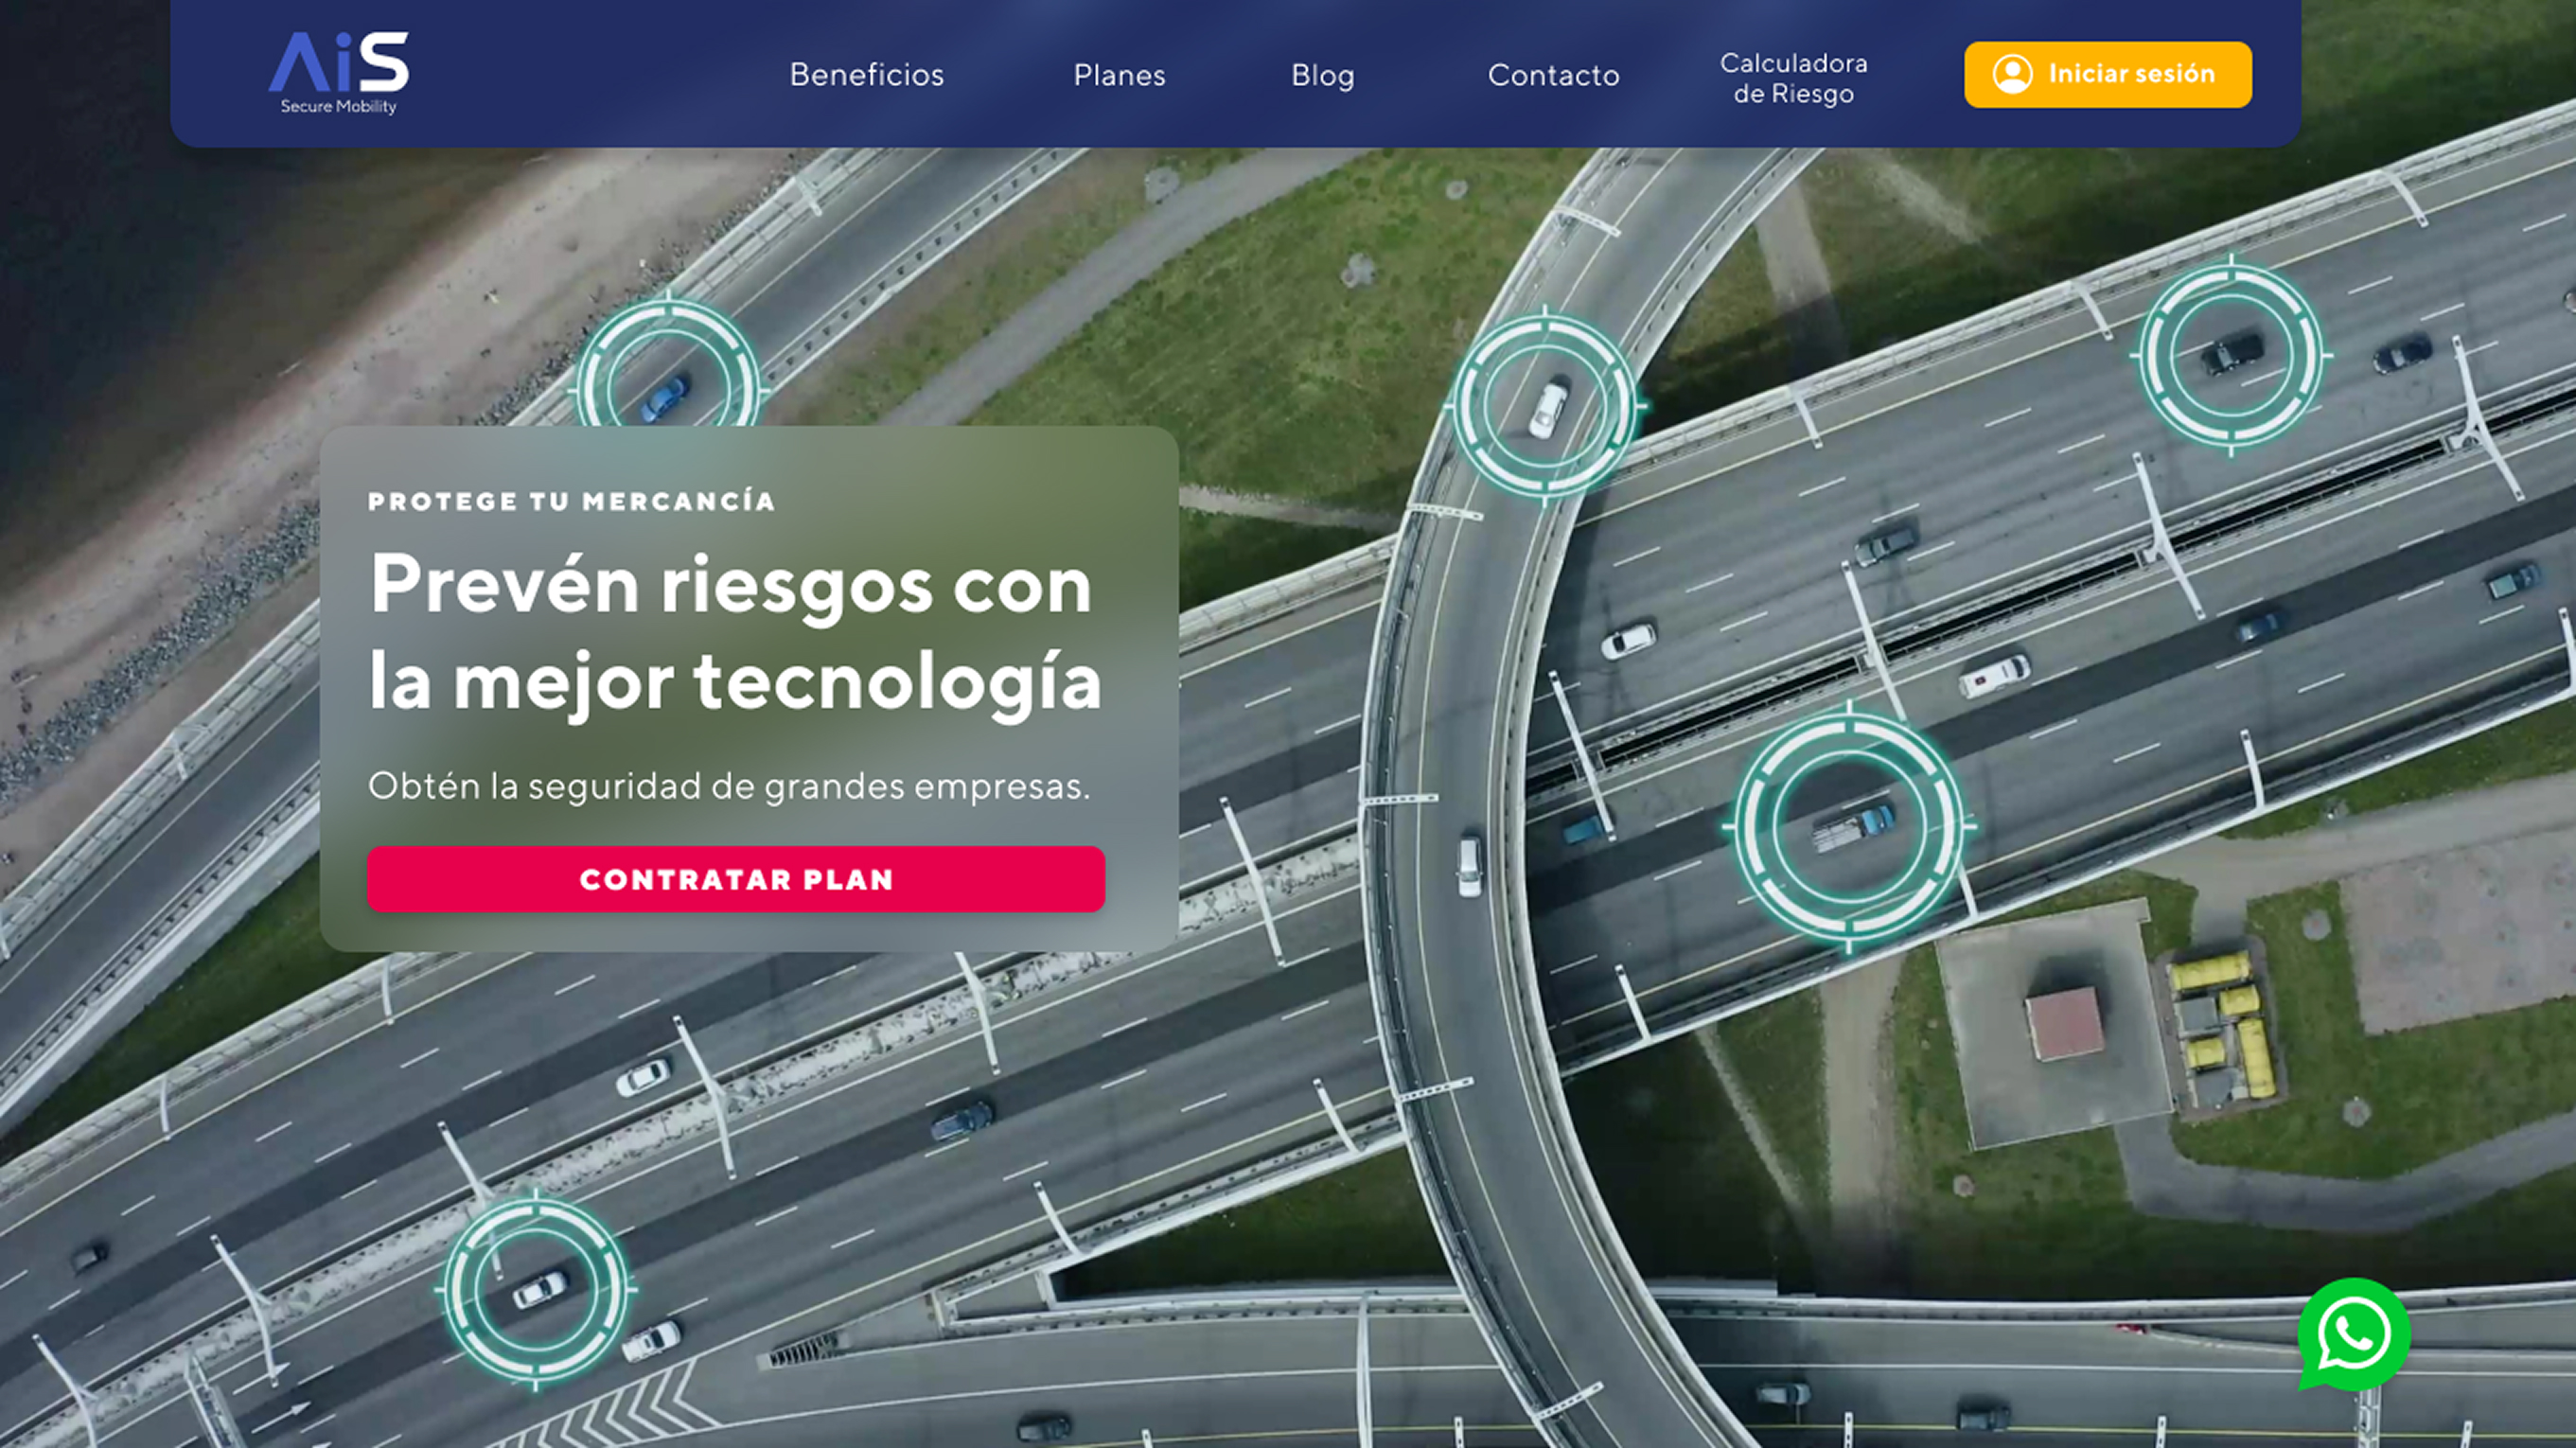 AiS
Secure Mobility
Beneficios
Planes
Blog
Contacto
Calculadora
de Riesgo
Iniciar sesión
PROTEGE TU MERCANCÍA
Prevén riesgos con
la mejor tecnología
Obtén la seguridad de grandes empresas.
CONTRATAR PLAN